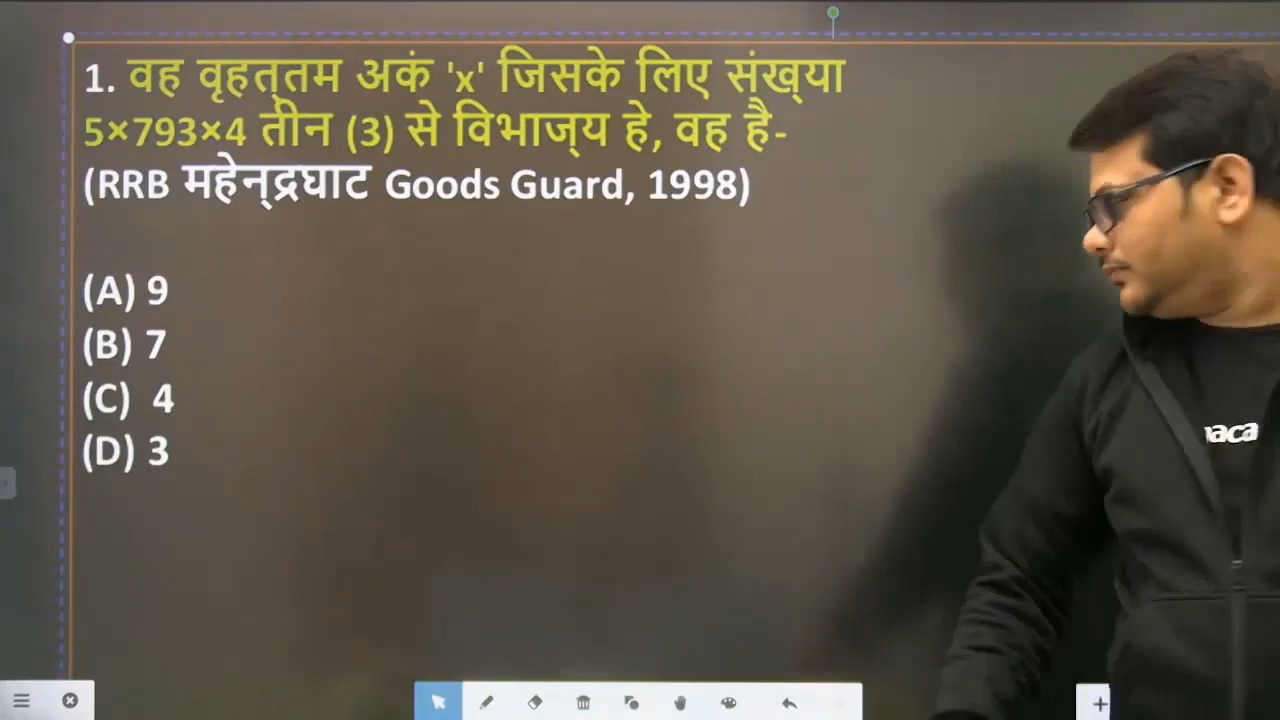 1. वह वृहत्तम अकं 'x' जिसके लिए संख्या
5×793×4 तीन (3) से विभाज्य हे, वह है-
(RRB महेन्द्रघाट Goods Guard, 1998)
(A) 9
(B) 7
(C) 4
(D) 3